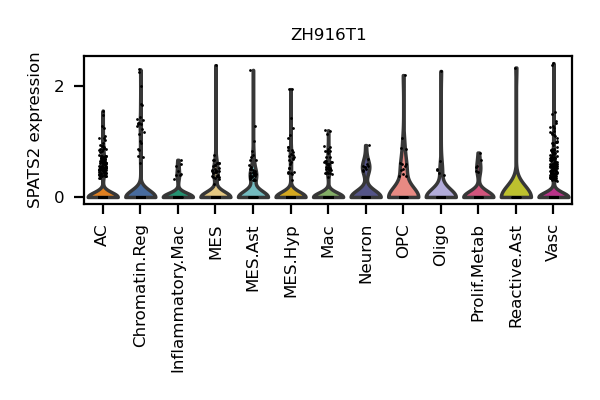 ZH916T1
SPATS2 expression
2
0
AC
Chromatin.Reg
Inflammatory.Mac
MES
MES.Ast
MES.Hyp
Mac
Neuron
OPC
Oligo
Prolif.Metab
Reactive.Ast
Vasc